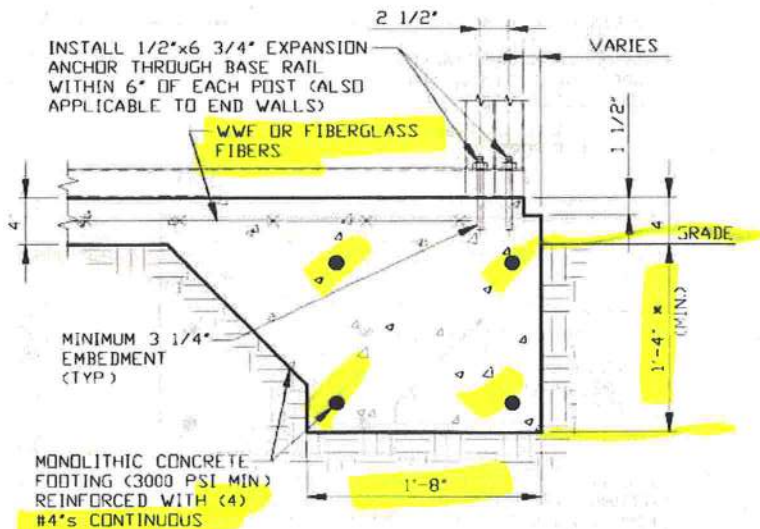 2 1/2"
INSTALL 1/2"x6 3/4" EXPANSION
ANCHOR THROUGH BASE RAIL
WITHIN 6" OF EACH POST (ALSO
APPLICABLE TO END WALLS)
VARIES
WWF OR FIBERGLASS
FIBERS
1 1/2"
4"
4"
GRADE
MINIMUM 3 1/4"
EMBEDMENT
(TYP)
1'-4" *
(MIN.)
MONOLITHIC CONCRETE
FOOTING (3000 PSI MIN)
REINFORCED WITH (4)
#4"s CONTINUOUS
1'-8"